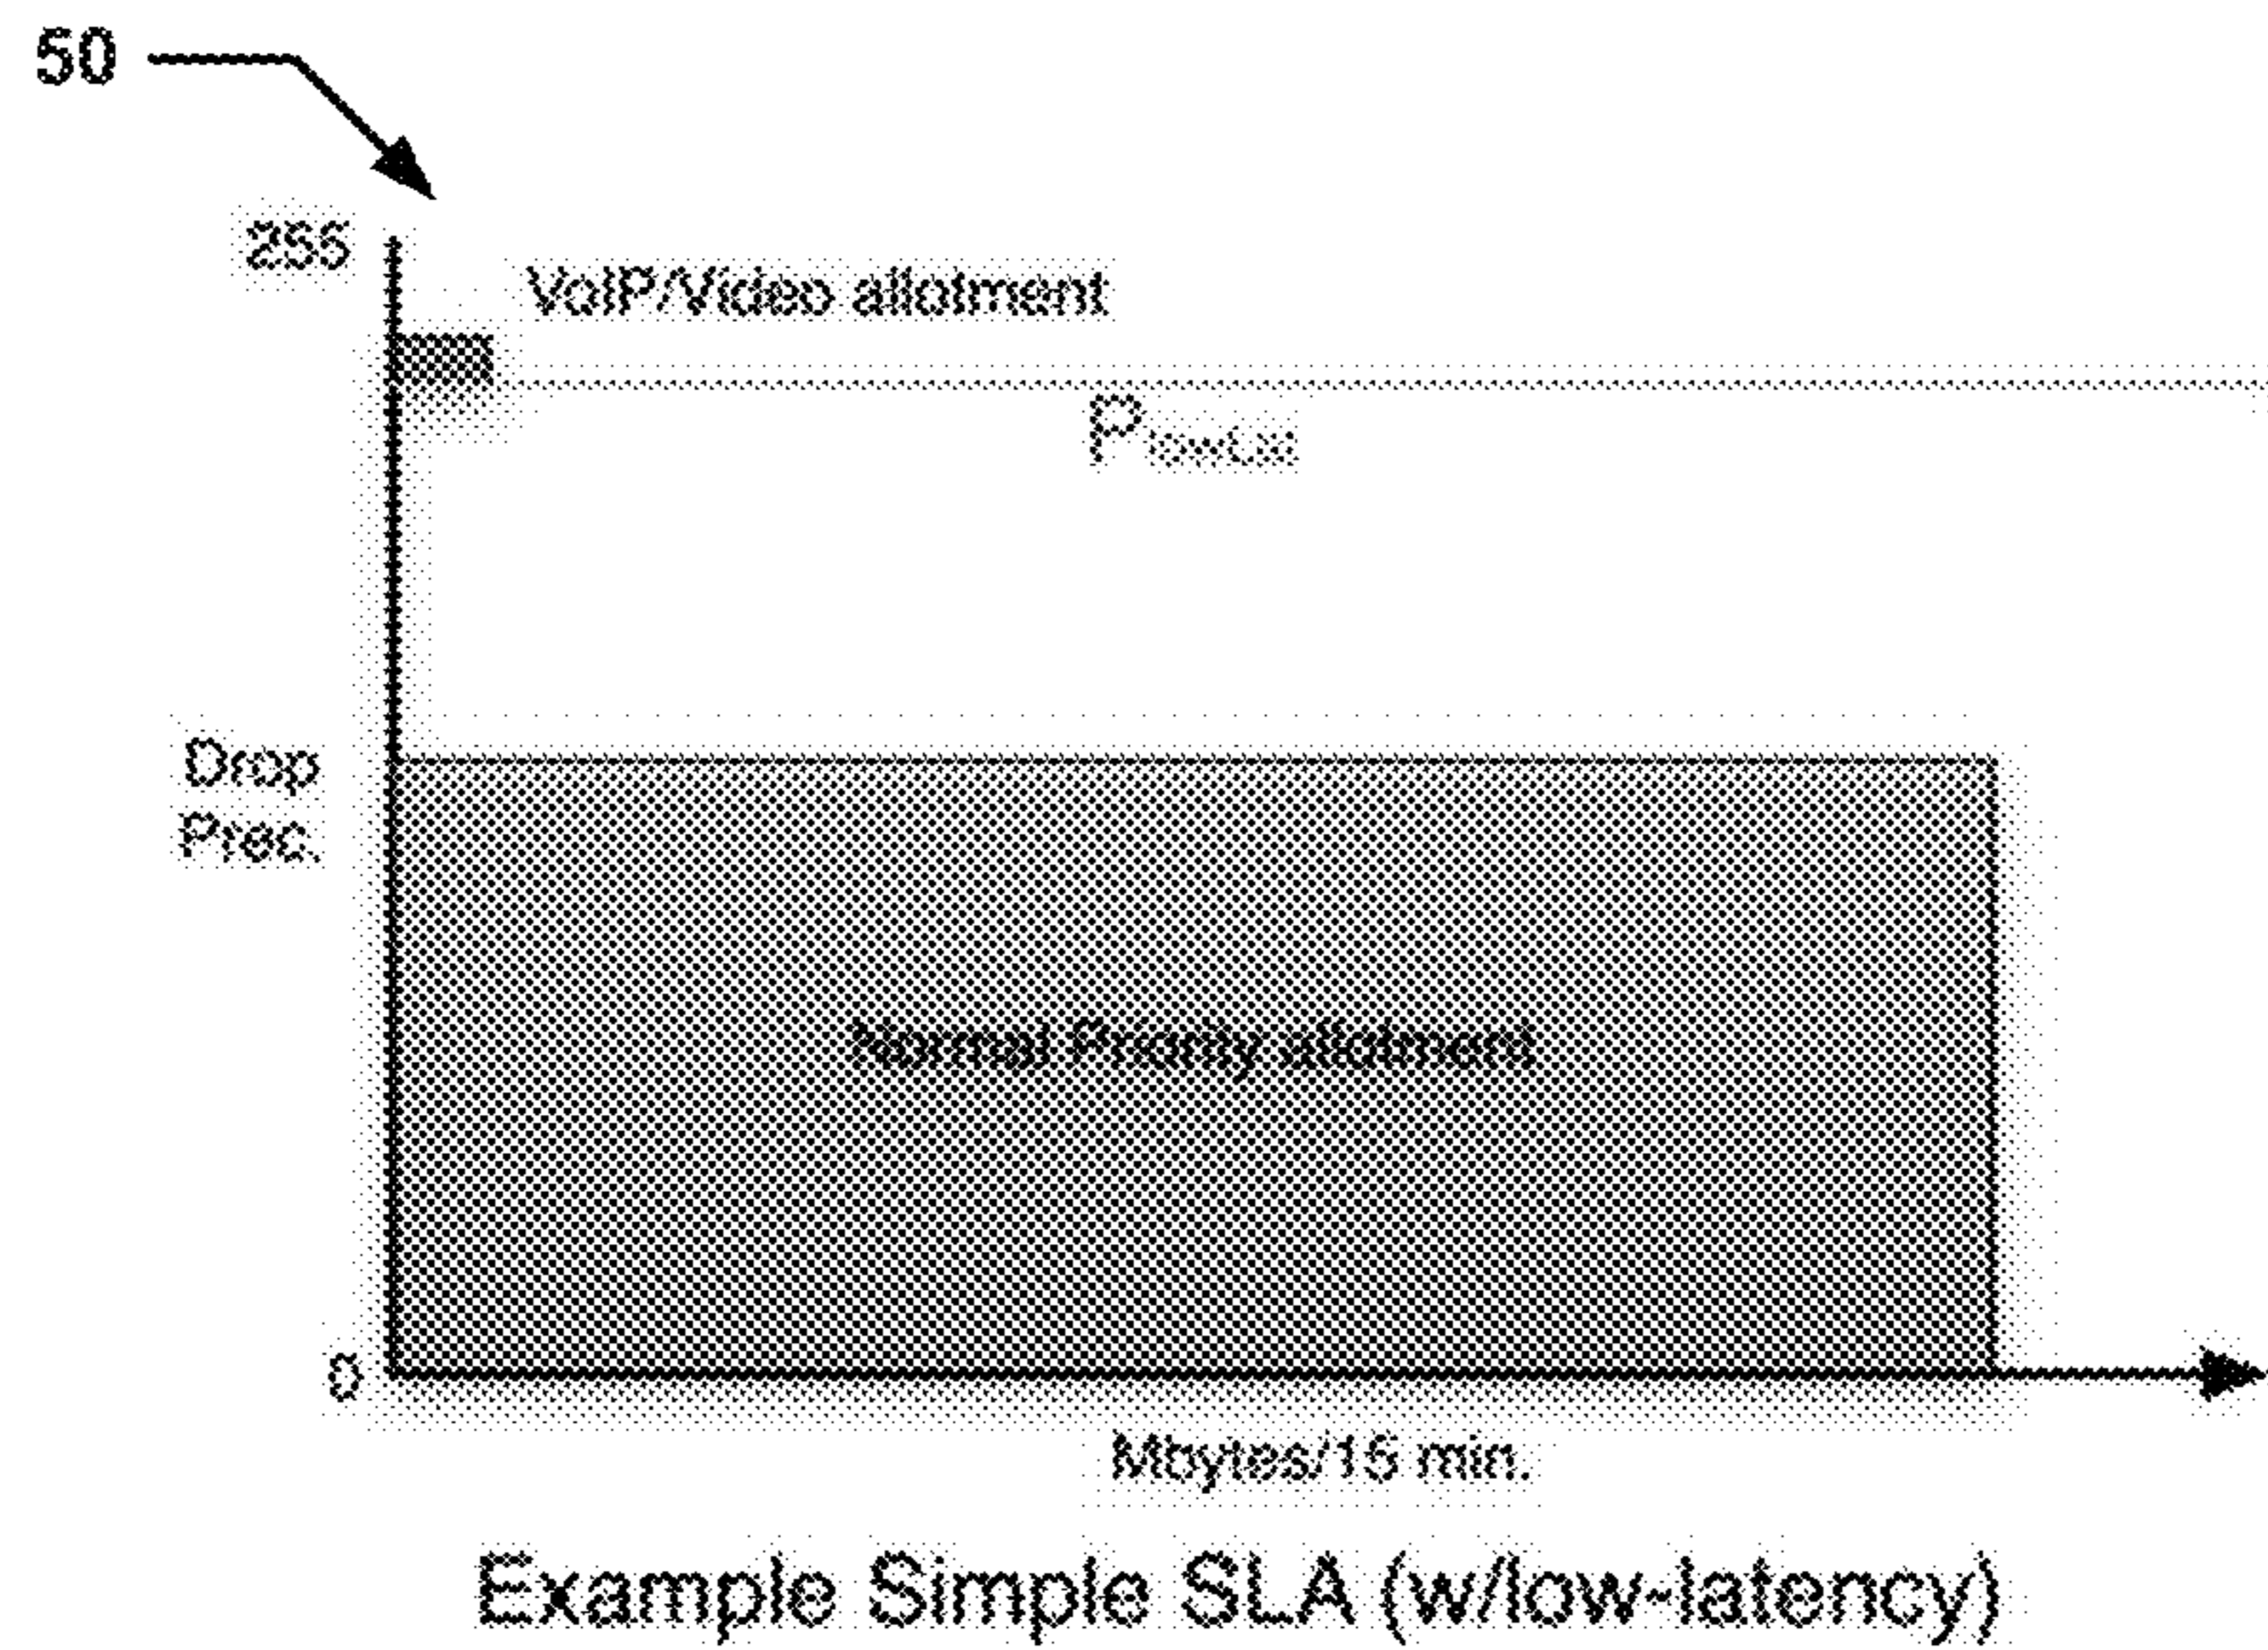 50
255
VoIP/Video allotment
P
Drop
Prec.
Normal Priority allotment
0
Mbytes/15 min.
Example Simple SLA (w/low-latency)